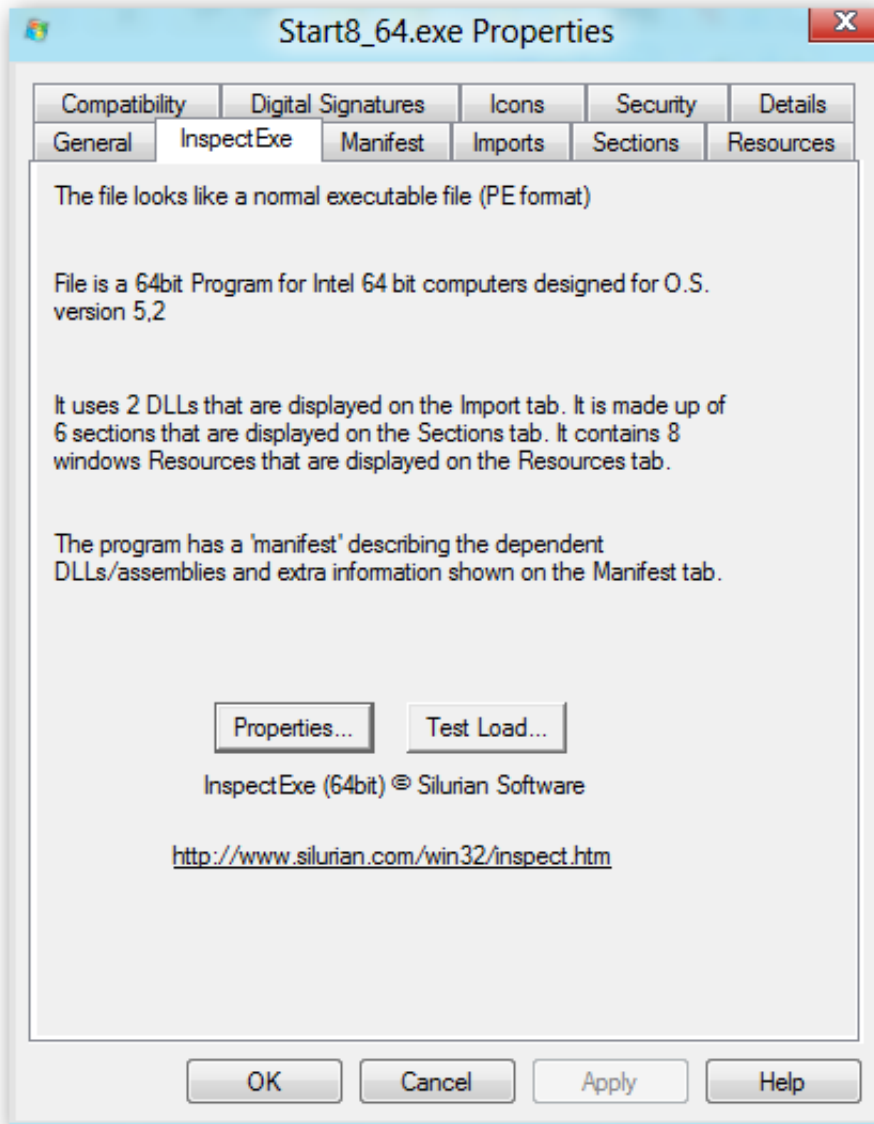 Start8_64.exe Properties
x
Compatibility Digital Signatures Icons Security Details
General InspectExe Manifest Imports Sections Resources
The file looks like a normal executable file (PE format)
File is a 64bit Program for Intel 64 bit computers designed for O.S.
version 5,2
It uses 2 DLLs that are displayed on the Import tab. It is made up of
6 sections that are displayed on the Sections tab. It contains 8
windows Resources that are displayed on the Resources tab.
The program has a 'manifest' describing the dependent
DLLs/assemblies and extra information shown on the Manifest tab.
Properties... Test Load...
InspectExe (64bit) © Silurian Software
http://www.silurian.com/win32/inspect.htm
OK Cancel Apply Help